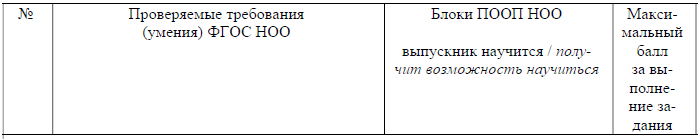 №
Проверяемые требования
(умения) ФГОС НОО
Блоки ПООП НОО
выпускник научится / полу-
чит возможность научиться
Макси-
мальный
балл
за вы-
полне-
ние за-
дания